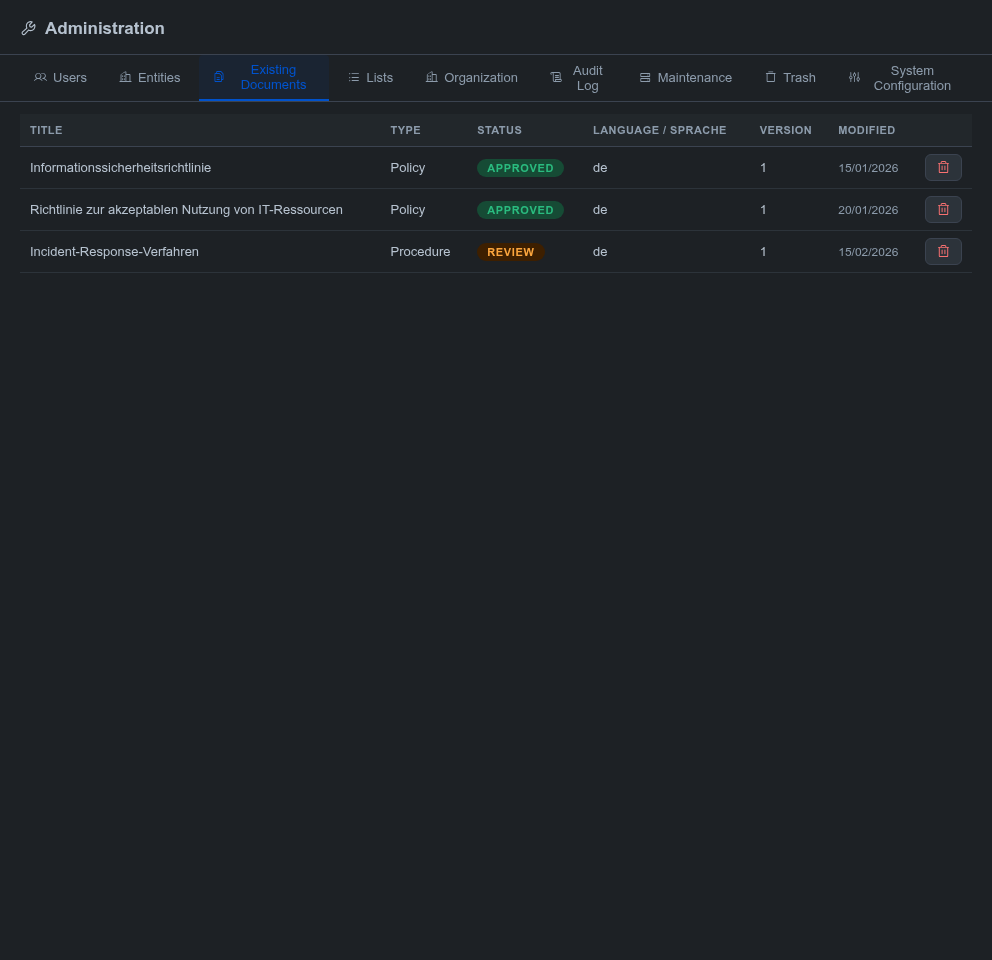 Administration
Users
Entities
Existing
Documents
Lists
Organization
Audit
Log
Maintenance
Trash
System
Configuration
TITLE TYPE STATUS LANGUAGE / SPRACHE VERSION MODIFIED
Informationssicherheitsrichtlinie Policy APPROVED de 1 15/01/2026
Richtlinie zur akzeptablen Nutzung von IT-Ressourcen Policy APPROVED de 1 20/01/2026
Incident-Response-Verfahren Procedure REVIEW de 1 15/02/2026